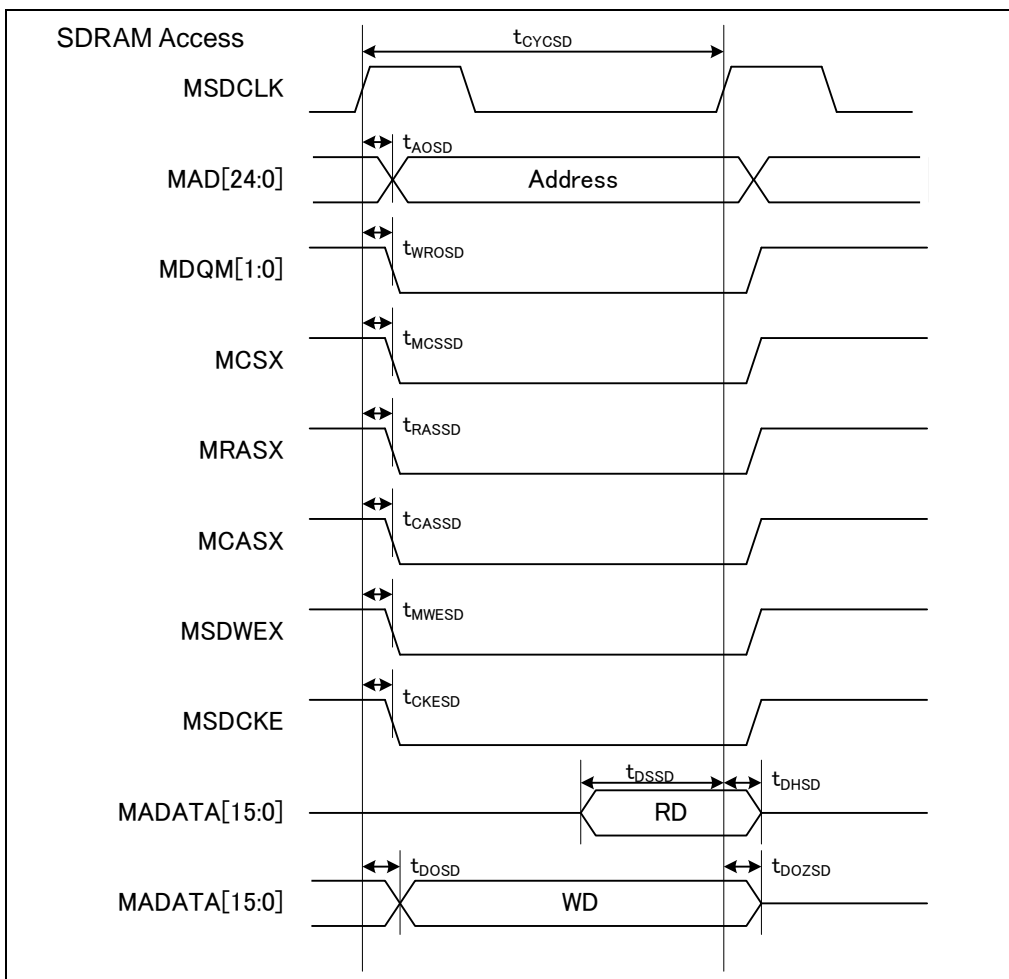 SDRAM Access
tCYCSD
MSDCLK
tAOSD
MAD[24:0]
Address
tWROSD
MDQM[1:0]
tMCSSD
MCSX
tRASSD
MRASX
tCASSD
MCASX
tMWESD
MSDWEX
tCKESD
MSDCKE
tDSSD
tDHSD
MADATA[15:0]
RD
tDOSD
tDOZSD
MADATA[15:0]
WD